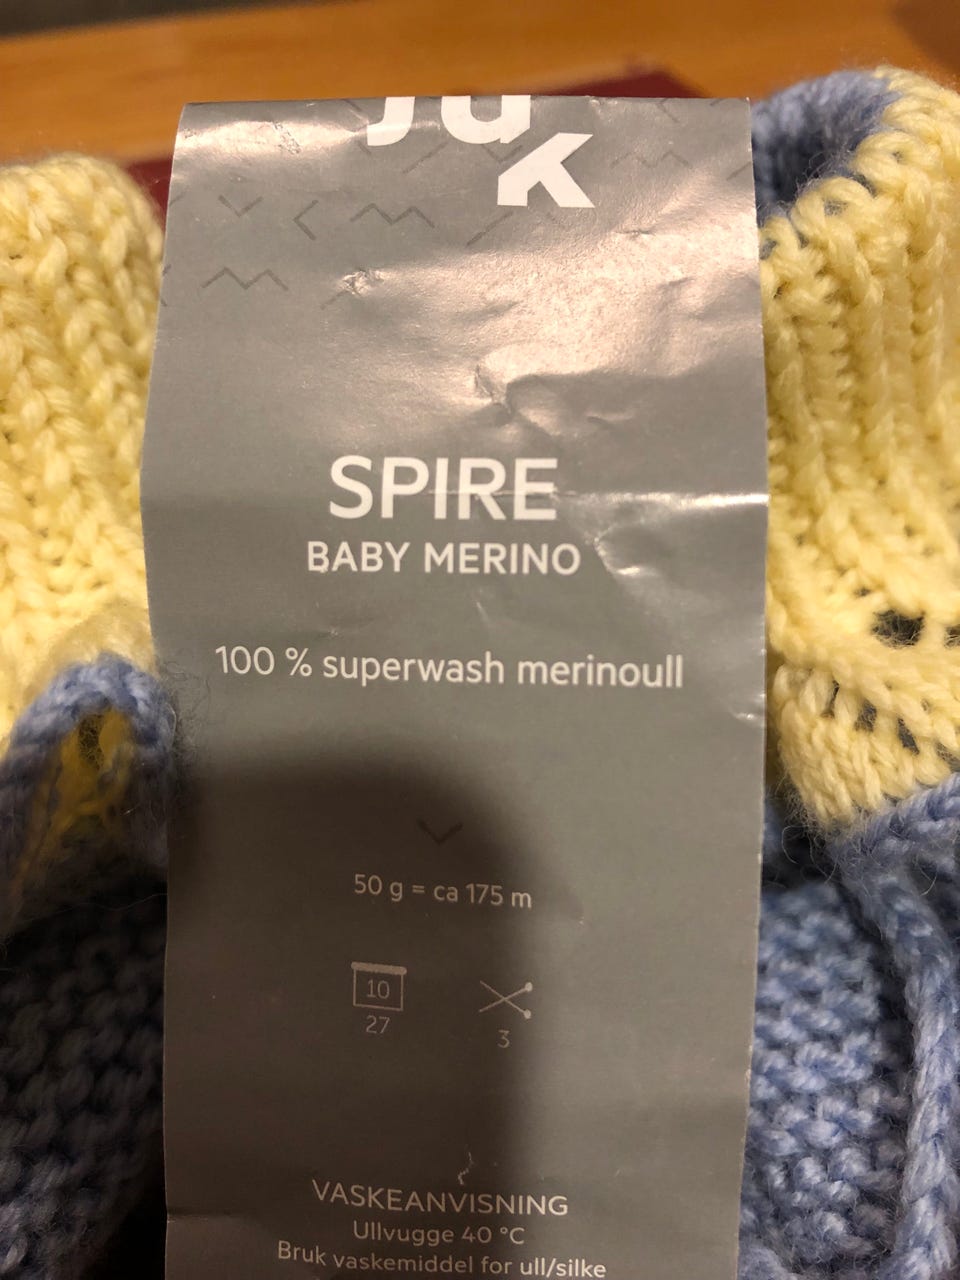 Ju
k
SPIRE
BABY MERINO
100 % superwash merinoull
50 g = ca 175 m
10
27
3
VASKEANVISNING
Ullvugge 40 °C
Bruk vaskemiddel for ull/silke